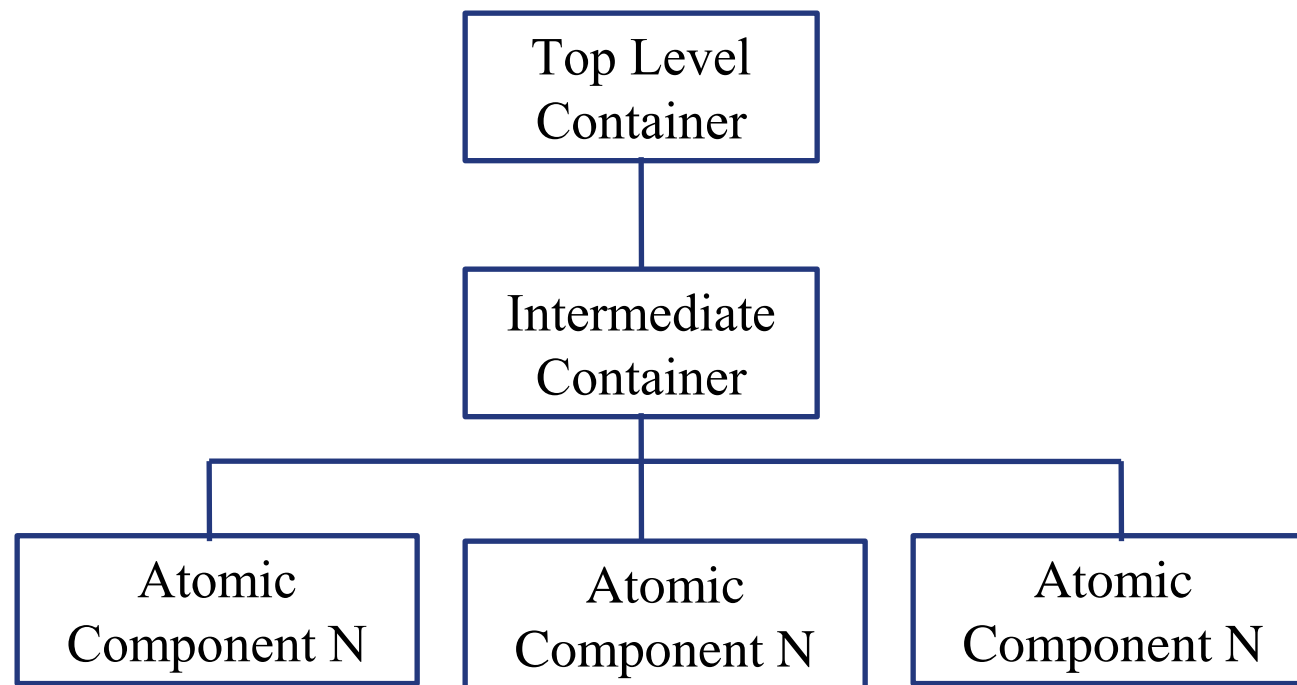 Top Level
Container
Intermediate
Container
Atomic
Component N
Atomic
Component N
Atomic
Component N